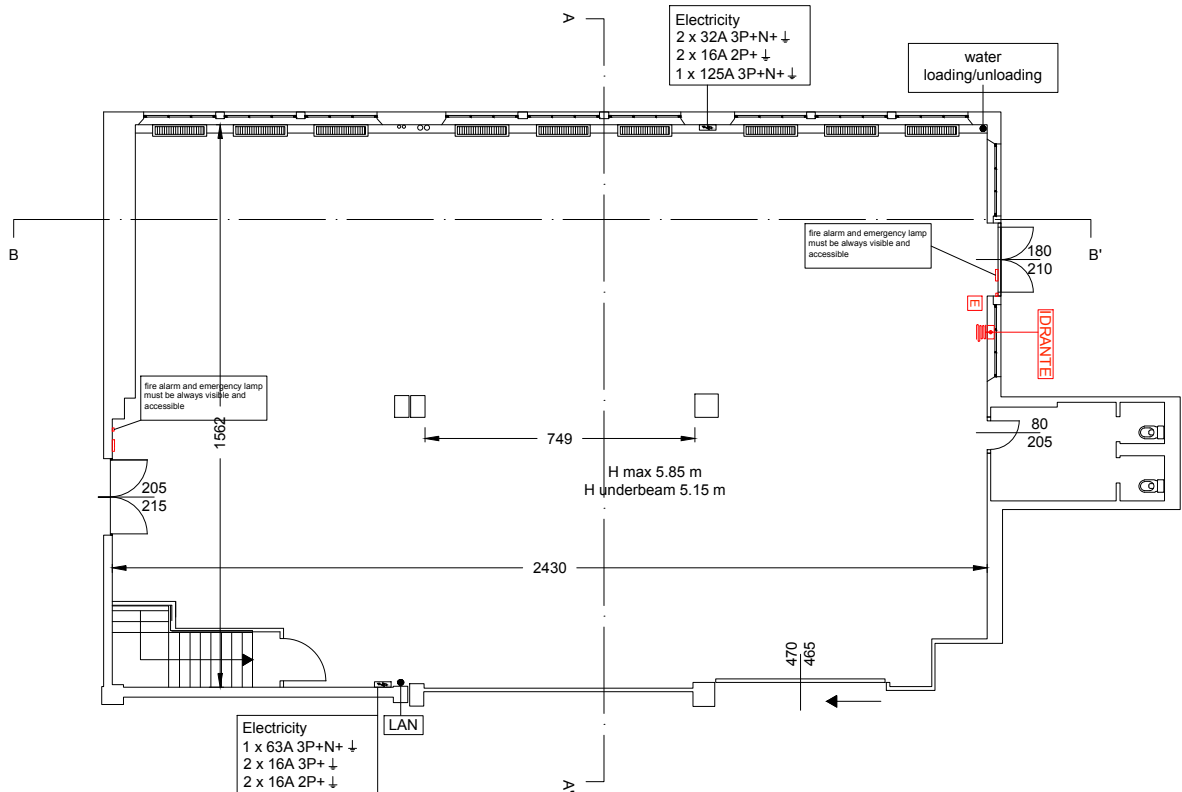 A
Electricity
2 x 32A 3P+N+⏚
2 x 16A 2P+⏚
1 x 125A 3P+N+⏚
water
loading/unloading
B
fire alarm and emergency lamp
must be always visible and
accessible
180
210
B'
E
IDRANTE
fire alarm and emergency lamp
must be always visible and
accessible
1562
749
80
205
H max 5.85 m
H underbeam 5.15 m
205
215
2430
470
465
LAN
Electricity
1 x 63A 3P+N+⏚
2 x 16A 3P+⏚
2 x 16A 2P+⏚
A'